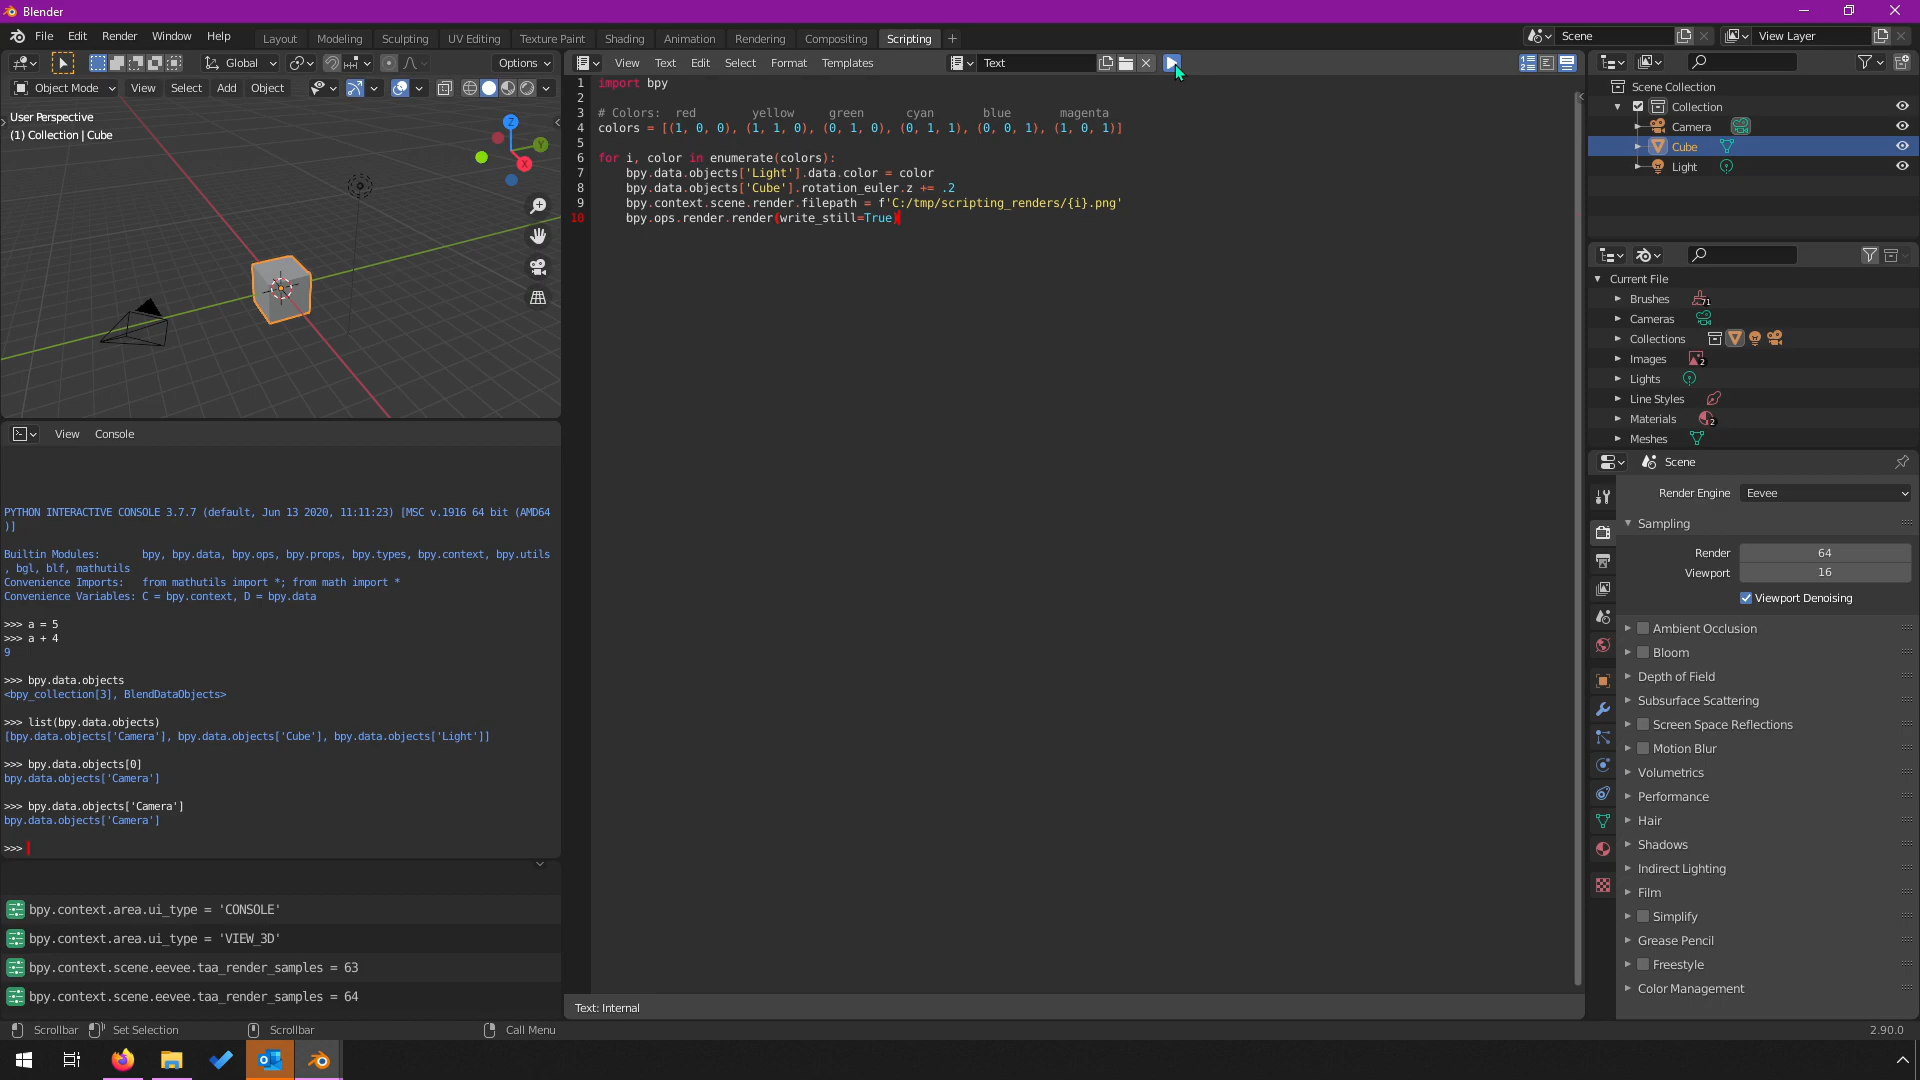 Blender
File Edit Render Window Help
Layout Modeling Sculpting UV Editing Texture Paint Shading Animation Rendering Compositing Scripting
Scene
View Layer
Global
Options
Object Mode View Select Add Object
User Perspective
(1) Collection | Cube
Z
Y
X
View Console
PYTHON INTERACTIVE CONSOLE 3.7.7 (default, Jun 13 2020, 11:11:23) [MSC v.1916 64 bit (AMD64
)]
Builtin Modules: bpy, bpy.data, bpy.ops, bpy.props, bpy.types, bpy.context, bpy.utils
, bgl, blf, mathutils
Convenience Imports: from mathutils import *; from math import *
Convenience Variables: C = bpy.context, D = bpy.data
>>> a = 5
>>> a + 4
9
>>> bpy.data.objects
<bpy_collection[3], BlendDataObjects>
>>> list(bpy.data.objects)
[bpy.data.objects['Camera'], bpy.data.objects['Cube'], bpy.data.objects['Light']]
>>> bpy.data.objects[0]
bpy.data.objects['Camera']
>>> bpy.data.objects['Camera']
bpy.data.objects['Camera']
>>>
bpy.context.area.ui_type = 'CONSOLE'
bpy.context.area.ui_type = 'VIEW_3D'
bpy.context.scene.eevee.taa_render_samples = 63
bpy.context.scene.eevee.taa_render_samples = 64
View Text Edit Select Format Templates
Text
1 import bpy
2
3 # Colors: red yellow green cyan blue magenta
4 colors = [(1, 0, 0), (1, 1, 0), (0, 1, 0), (0, 1, 1), (0, 0, 1), (1, 0, 1)]
5
6 for i, color in enumerate(colors):
7 bpy.data.objects['Light'].data.color = color
8 bpy.data.objects['Cube'].rotation_euler.z += .2
9 bpy.context.scene.render.filepath = f'C:/tmp/scripting_renders/{i}.png'
10 bpy.ops.render.render(write_still=True)
Text: Internal
Scene Collection
Collection
Camera
Cube
Light
Current File
Brushes 71
Cameras
Collections
Images 2
Lights
Line Styles
Materials 2
Meshes
Scene
Render Engine Eevee
Sampling
Render 64
Viewport 16
Viewport Denoising
Ambient Occlusion
Bloom
Depth of Field
Subsurface Scattering
Screen Space Reflections
Motion Blur
Volumetrics
Performance
Hair
Shadows
Indirect Lighting
Film
Simplify
Grease Pencil
Freestyle
Color Management
Scrollbar Set Selection Scrollbar Call Menu
2.90.0